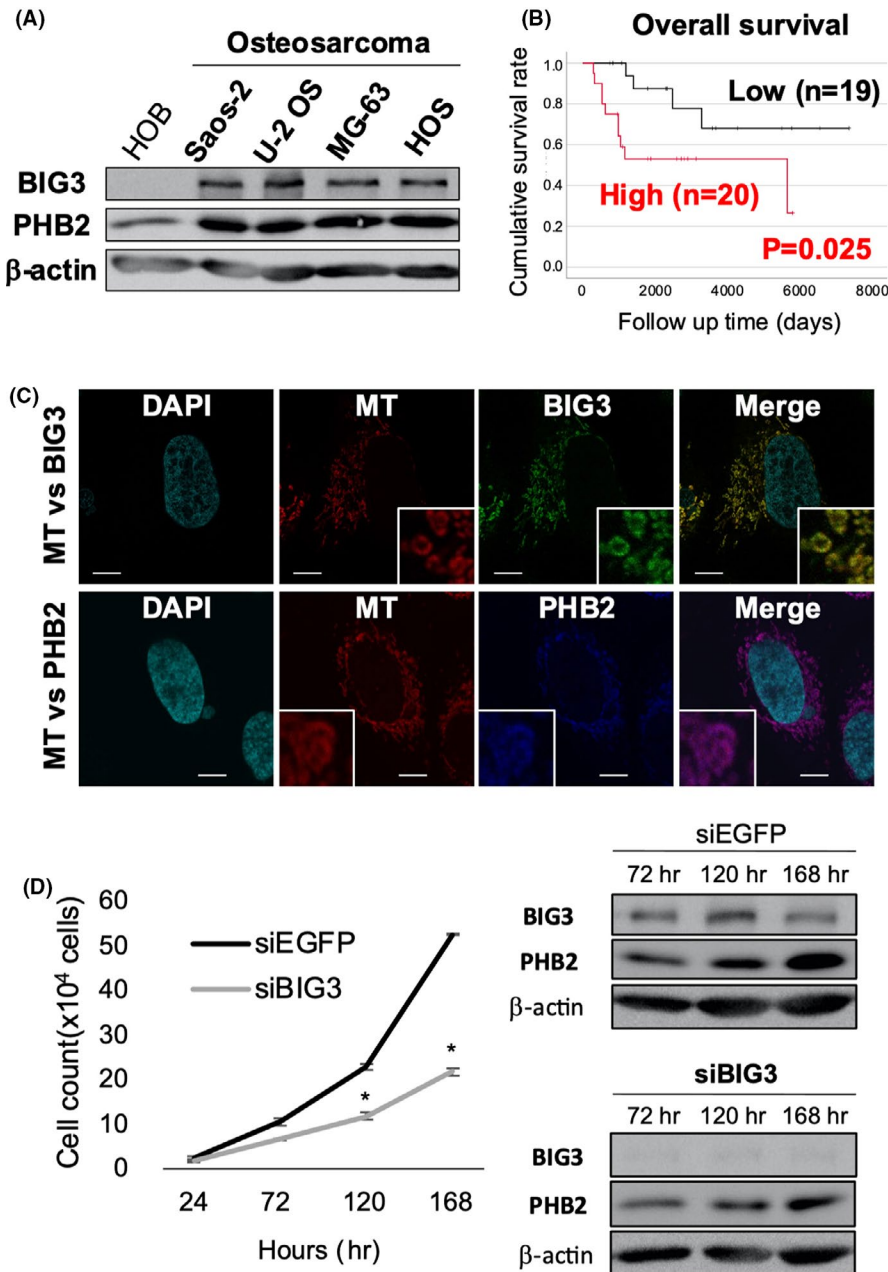 (A)
Osteosarcoma
HOB
Saos-2
U-2 OS
MG-63
HOS
BIG3
PHB2
β-actin
(B)
Overall survival
Cumulative survival rate
1.0
0.8
0.6
0.4
0.2
0.0
Low (n=19)
High (n=20)
P=0.025
0 2000 4000 6000 8000
Follow up time (days)
(C)
MT vs BIG3
DAPI MT BIG3 Merge
MT vs PHB2
DAPI MT PHB2 Merge
(D)
Cell count(x10⁴ cells)
60
50
40
30
20
10
0
siEGFP
siBIG3
*
*
24 72 120 168
Hours (hr)
siEGFP
72 hr 120 hr 168 hr
BIG3
PHB2
β-actin
siBIG3
72 hr 120 hr 168 hr
BIG3
PHB2
β-actin